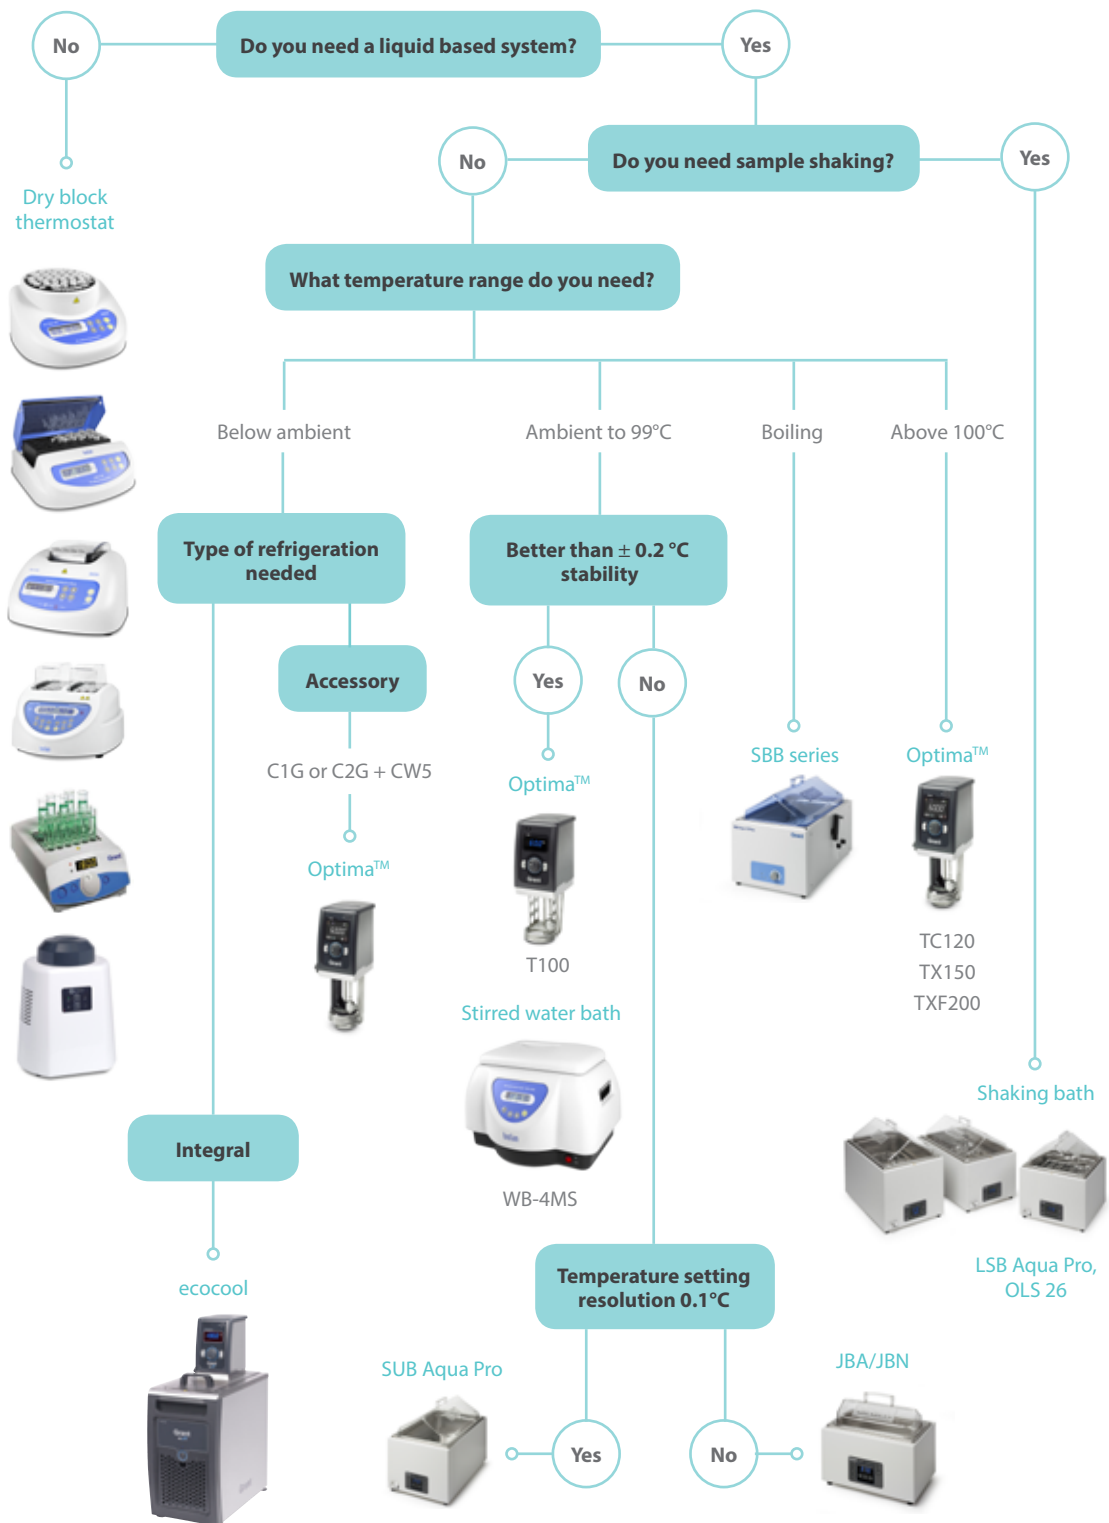 No
Do you need a liquid based system?
Yes
No
Do you need sample shaking?
Yes
Dry block
thermostat
What temperature range do you need?
Below ambient
Ambient to 99°C
Boiling
Above 100°C
Type of refrigeration
needed
Better than ± 0.2 °C
stability
Accessory
Yes
No
C1G or C2G + CW5
Optima™
Optima™
T100
SBB series
Optima™
TC120
TX150
TXF200
Stirred water bath
WB-4MS
Shaking bath
LSB Aqua Pro,
OLS 26
Integral
ecocool
Temperature setting
resolution 0.1°C
SUB Aqua Pro
Yes
No
JBA/JBN